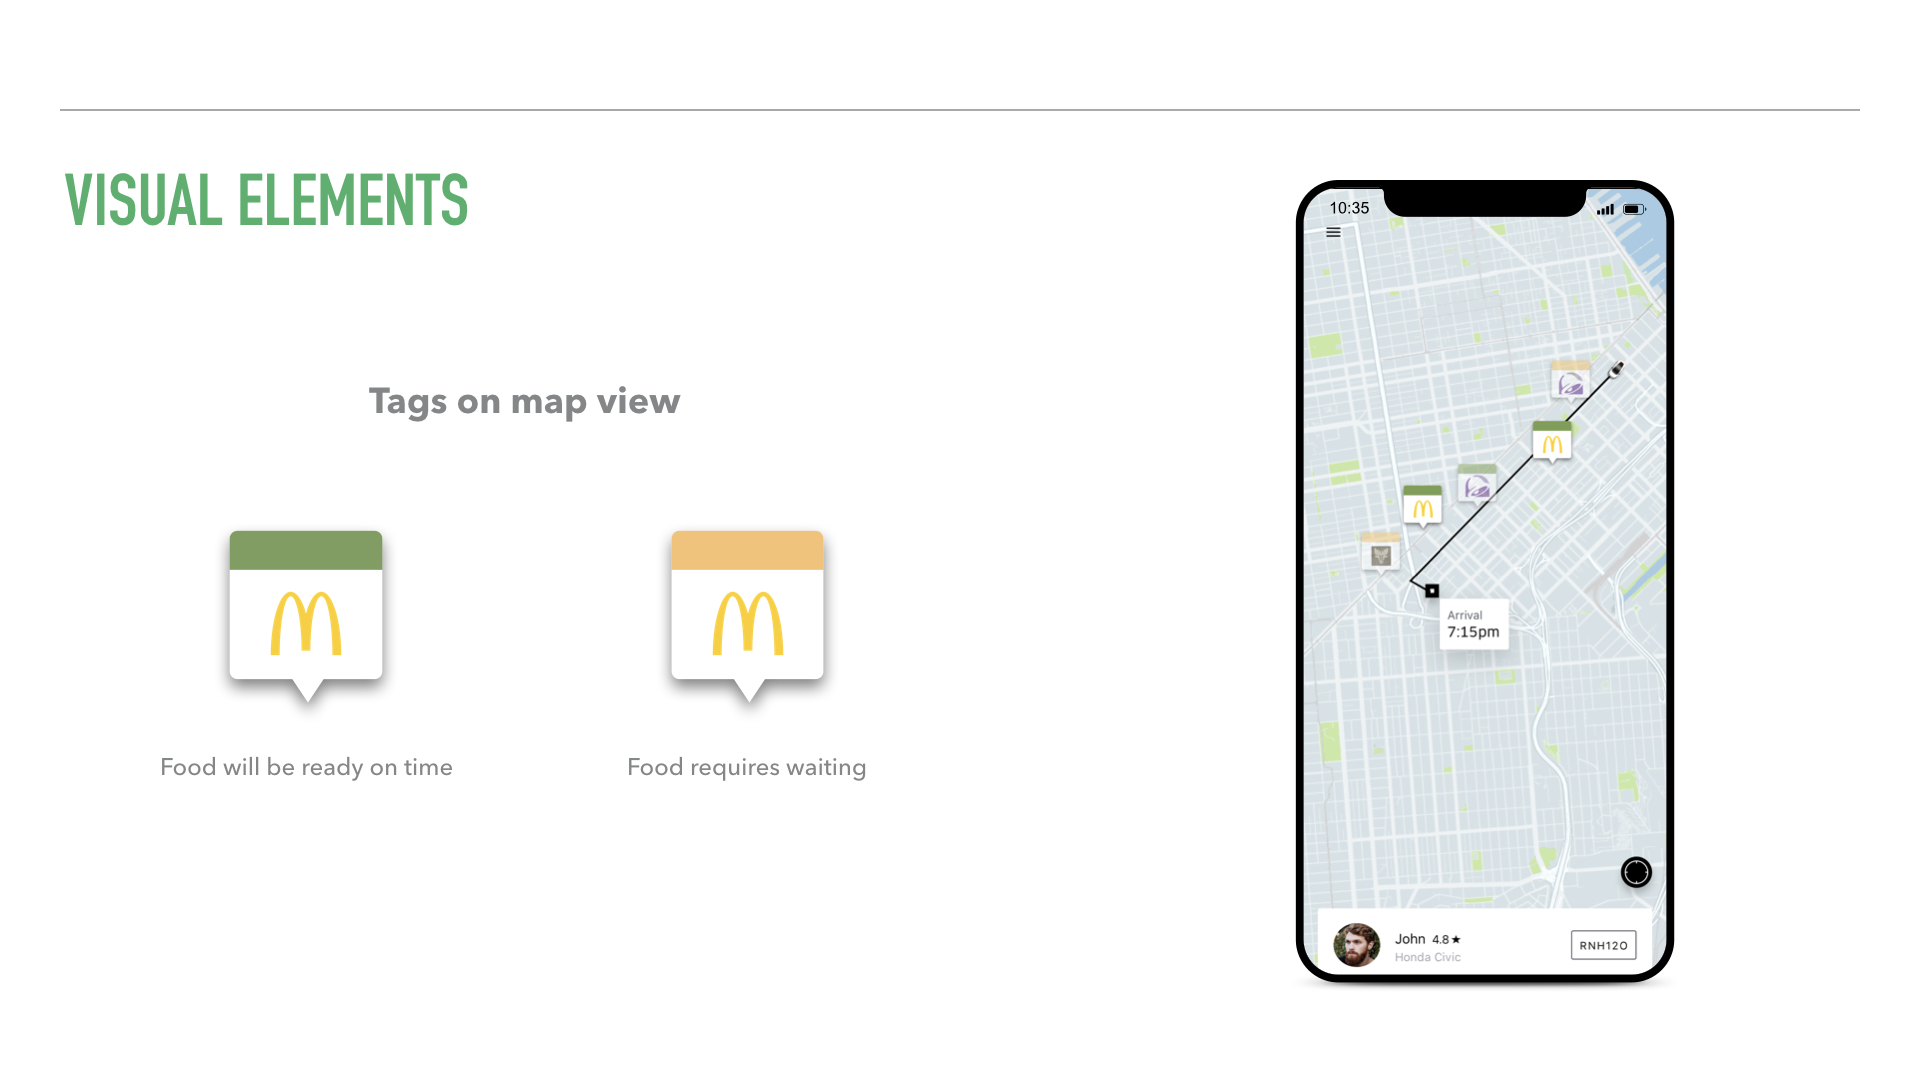 VISUAL ELEMENTS
Tags on map view
Food will be ready on time
Food requires waiting
10:35
Arrival
7:15pm
John 4.8★
Honda Civic
RNH12O